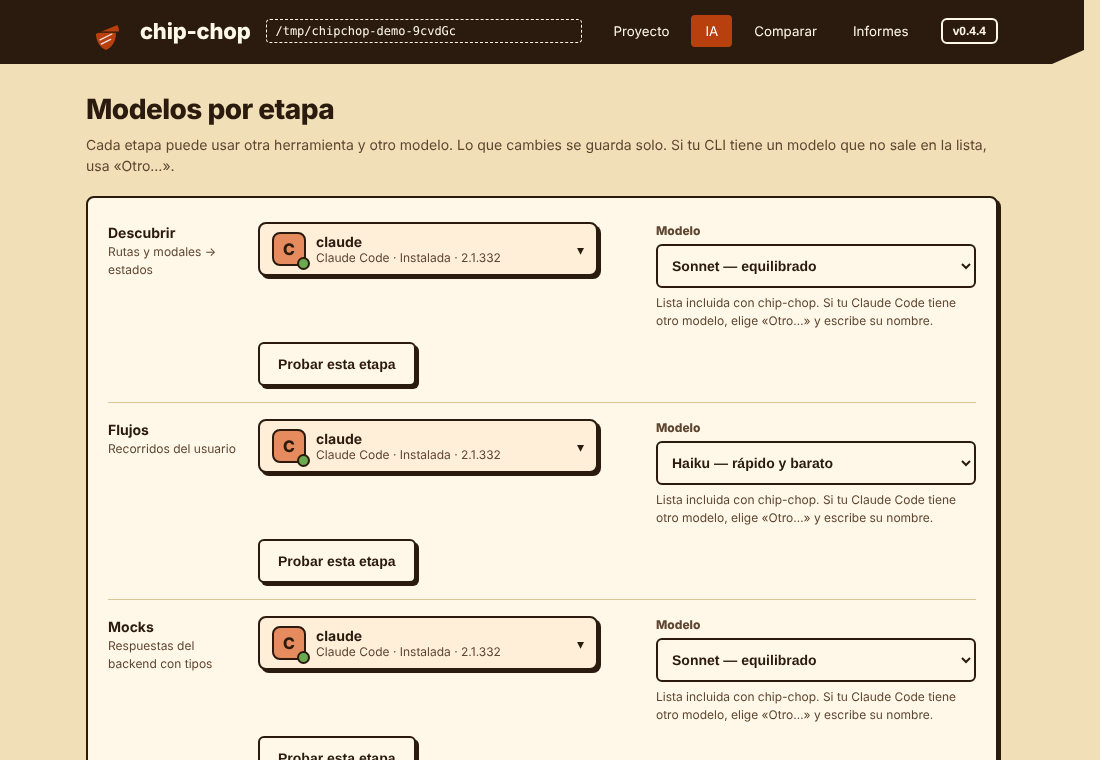 chip-chop
/tmp/chipchop-demo-9cvdGc
Proyecto
IA
Comparar
Informes
v0.4.4
Modelos por etapa
Cada etapa puede usar otra herramienta y otro modelo. Lo que cambies se guarda solo. Si tu CLI tiene un modelo que no sale en la lista,
usa «Otro…».
Descubrir
Rutas y modales →
estados
C
claude
Claude Code · Instalada · 2.1.332
▼
Modelo
Sonnet — equilibrado
Lista incluida con chip-chop. Si tu Claude Code tiene
otro modelo, elige «Otro…» y escribe su nombre.
Probar esta etapa
Flujos
Recorridos del usuario
C
claude
Claude Code · Instalada · 2.1.332
▼
Modelo
Haiku — rápido y barato
Lista incluida con chip-chop. Si tu Claude Code tiene
otro modelo, elige «Otro…» y escribe su nombre.
Probar esta etapa
Mocks
Respuestas del
backend con tipos
C
claude
Claude Code · Instalada · 2.1.332
▼
Modelo
Sonnet — equilibrado
Lista incluida con chip-chop. Si tu Claude Code tiene
otro modelo, elige «Otro…» y escribe su nombre.
Probar esta etapa